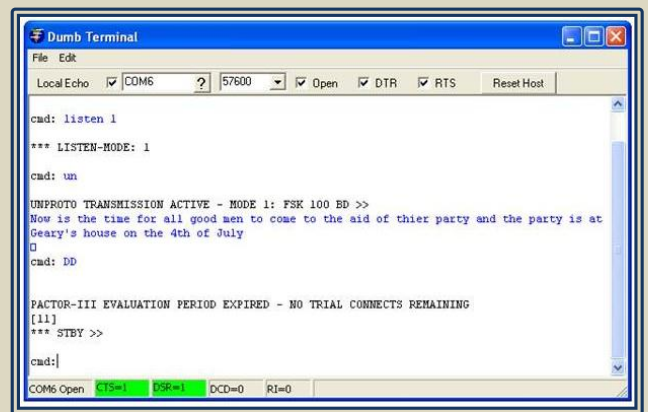 Dumb Terminal
File Edit
Local Echo COM6 ? 57600 Open DTR RTS Reset Host
cmd: listen 1
*** LISTEN-MODE: 1
cmd: un
UNPROTO TRANSMISSION ACTIVE - MODE 1: FSK 100 BD >>
Now is the time for all good men to come to the aid of thier party and the party is at
Geary's house on the 4th of July
cmd: DD
PACTOR-III EVALUATION PERIOD EXPIRED - NO TRIAL CONNECTS REMAINING
[11]
*** STBY >>
cmd:
COM6 Open CTS=1 DSR=1 DCD=0 RI=0